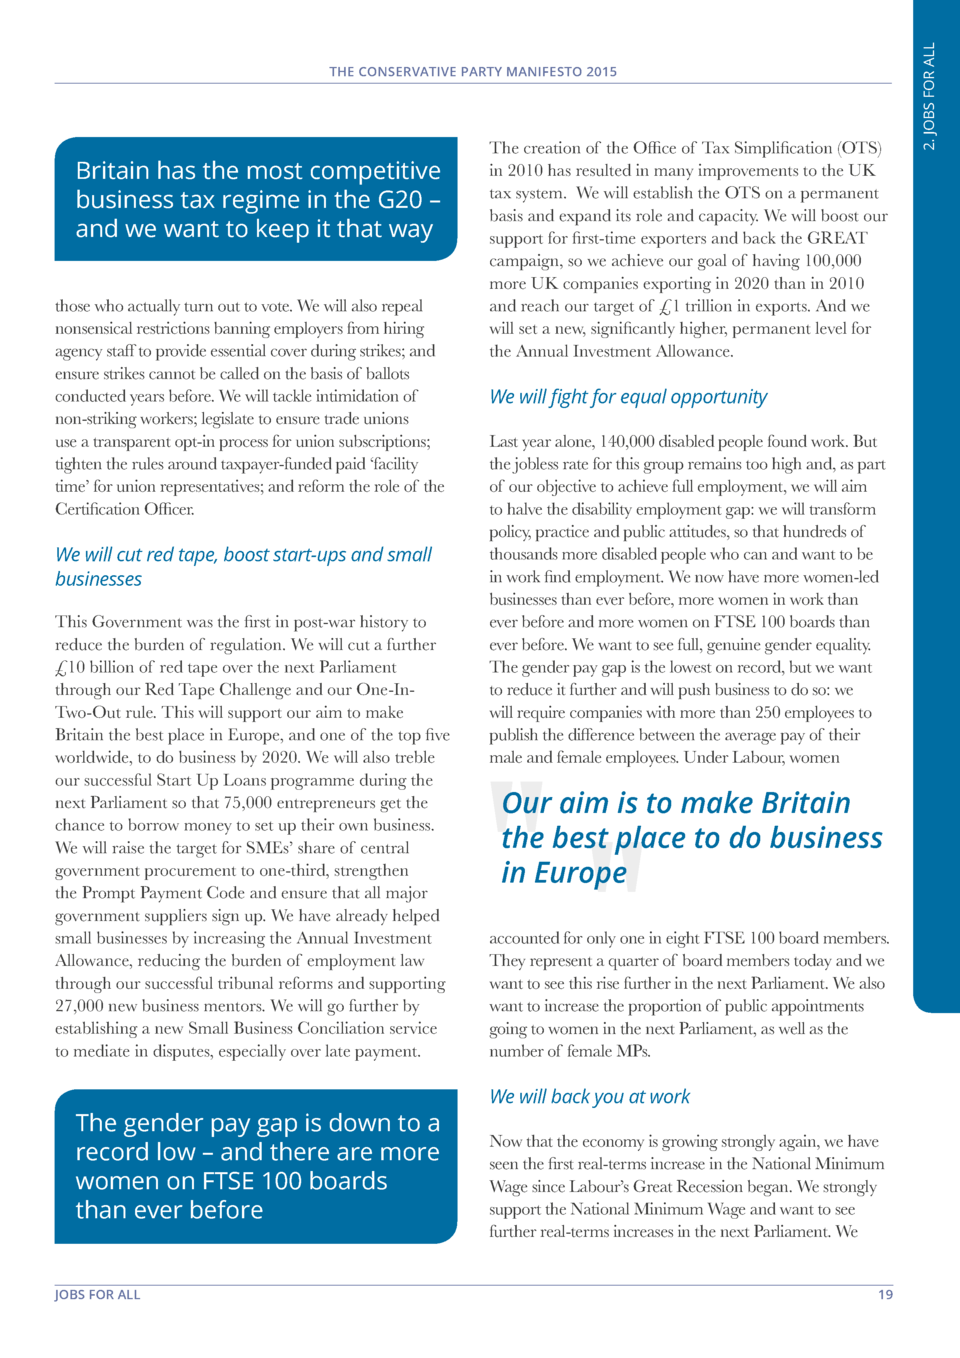 THE CONSERVATIVE PARTY MANIFESTO 2015
2. JOBS FOR ALL
Britain has the most competitive
business tax regime in the G20 –
and we want to keep it that way
those who actually turn out to vote. We will also repeal
nonsensical restrictions banning employers from hiring
agency staff to provide essential cover during strikes; and
ensure strikes cannot be called on the basis of ballots
conducted years before. We will tackle intimidation of
non-striking workers; legislate to ensure trade unions
use a transparent opt-in process for union subscriptions;
tighten the rules around taxpayer-funded paid ‘facility
time’ for union representatives; and reform the role of the
Certification Officer.
We will cut red tape, boost start-ups and small
businesses
This Government was the first in post-war history to
reduce the burden of regulation. We will cut a further
£10 billion of red tape over the next Parliament
through our Red Tape Challenge and our One-In-
Two-Out rule. This will support our aim to make
Britain the best place in Europe, and one of the top five
worldwide, to do business by 2020. We will also treble
our successful Start Up Loans programme during the
next Parliament so that 75,000 entrepreneurs get the
chance to borrow money to set up their own business.
We will raise the target for SMEs’ share of central
government procurement to one-third, strengthen
the Prompt Payment Code and ensure that all major
government suppliers sign up. We have already helped
small businesses by increasing the Annual Investment
Allowance, reducing the burden of employment law
through our successful tribunal reforms and supporting
27,000 new business mentors. We will go further by
establishing a new Small Business Conciliation service
to mediate in disputes, especially over late payment.
The gender pay gap is down to a
record low – and there are more
women on FTSE 100 boards
than ever before
The creation of the Office of Tax Simplification (OTS)
in 2010 has resulted in many improvements to the UK
tax system. We will establish the OTS on a permanent
basis and expand its role and capacity. We will boost our
support for first-time exporters and back the GREAT
campaign, so we achieve our goal of having 100,000
more UK companies exporting in 2020 than in 2010
and reach our target of £1 trillion in exports. And we
will set a new, significantly higher, permanent level for
the Annual Investment Allowance.
We will fight for equal opportunity
Last year alone, 140,000 disabled people found work. But
the jobless rate for this group remains too high and, as part
of our objective to achieve full employment, we will aim
to halve the disability employment gap: we will transform
policy, practice and public attitudes, so that hundreds of
thousands more disabled people who can and want to be
in work find employment. We now have more women-led
businesses than ever before, more women in work than
ever before and more women on FTSE 100 boards than
ever before. We want to see full, genuine gender equality.
The gender pay gap is the lowest on record, but we want
to reduce it further and will push business to do so: we
will require companies with more than 250 employees to
publish the difference between the average pay of their
male and female employees. Under Labour, women
"Our aim is to make Britain
the best place to do business
in Europe"
accounted for only one in eight FTSE 100 board members.
They represent a quarter of board members today and we
want to see this rise further in the next Parliament. We also
want to increase the proportion of public appointments
going to women in the next Parliament, as well as the
number of female MPs.
We will back you at work
Now that the economy is growing strongly again, we have
seen the first real-terms increase in the National Minimum
Wage since Labour’s Great Recession began. We strongly
support the National Minimum Wage and want to see
further real-terms increases in the next Parliament. We
JOBS FOR ALL
19